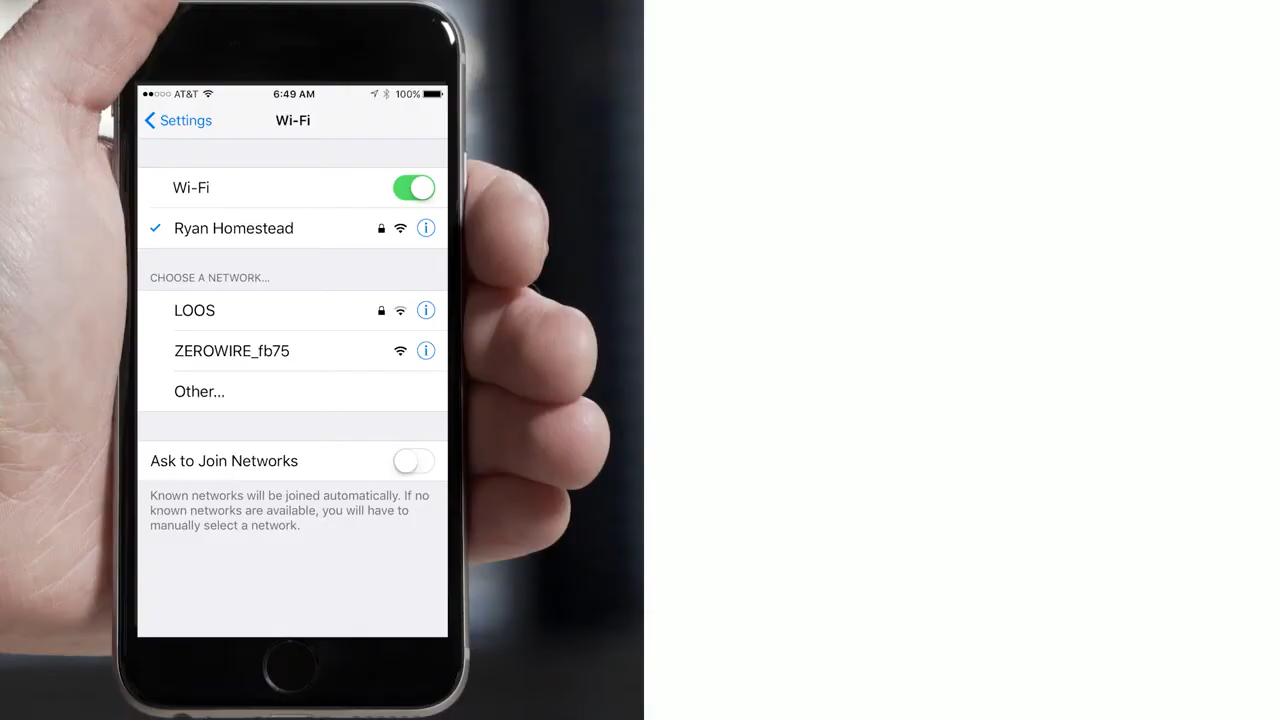 AT&T 6:49 AM 100%
Settings Wi-Fi
Wi-Fi
Ryan Homestead
CHOOSE A NETWORK...
LOOS
ZEROWIRE_fb75
Other...
Ask to Join Networks
Known networks will be joined automatically. If no
known networks are available, you will have to
manually select a network.